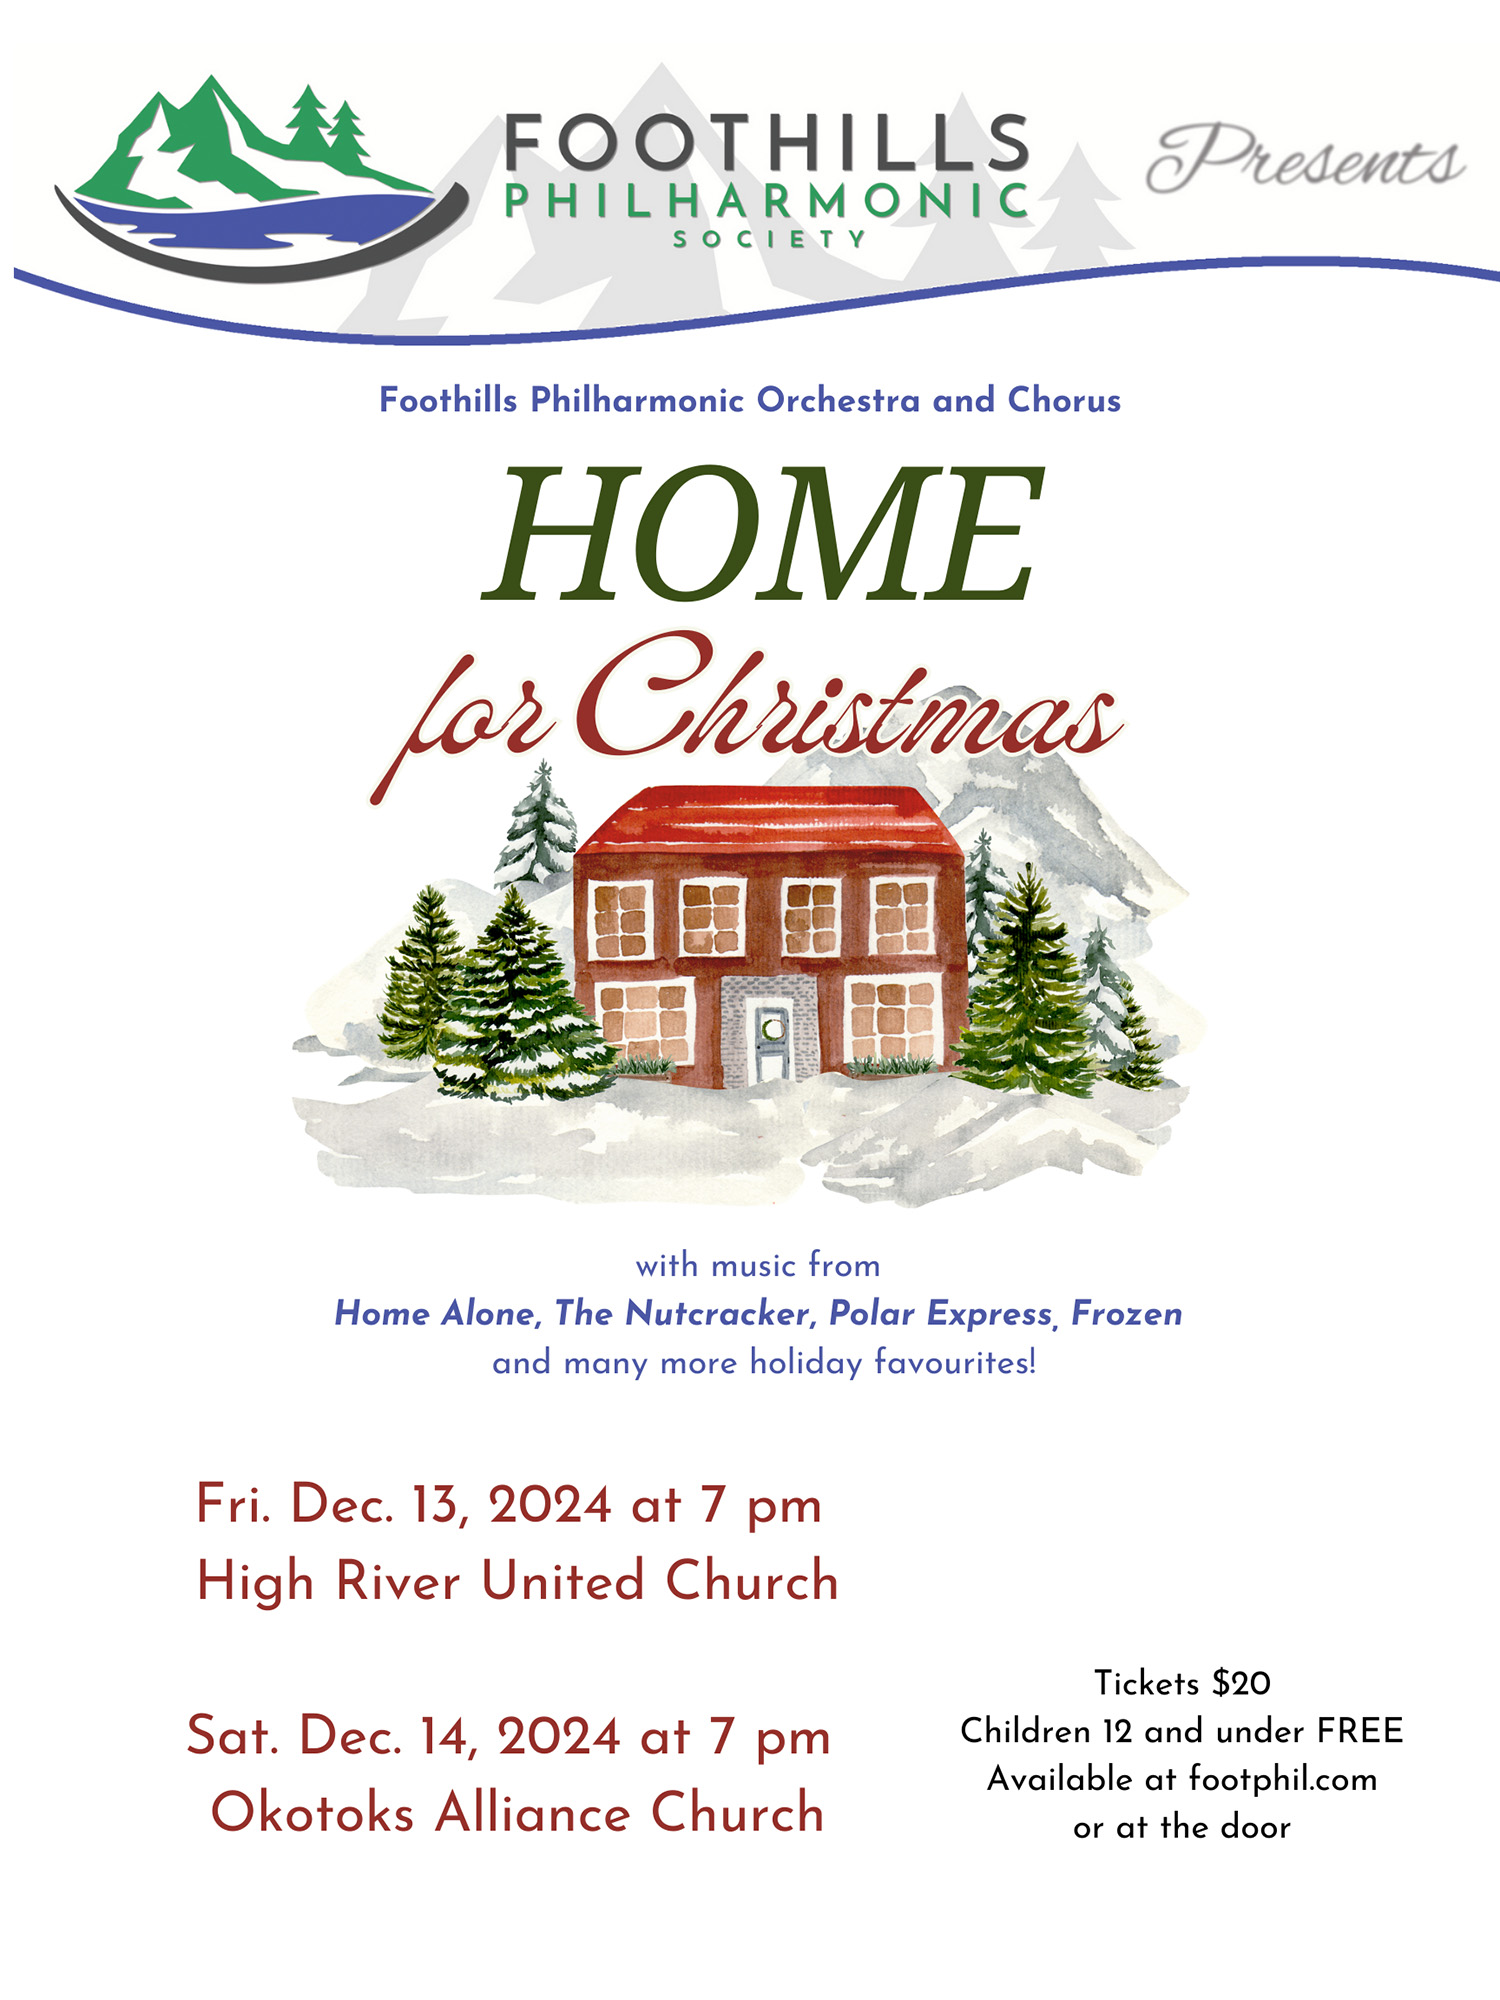 FOOTHILLS
PHILHARMONIC
SOCIETY
Presents
Foothills Philharmonic Orchestra and Chorus
HOME
for Christmas
with music from
Home Alone, The Nutcracker, Polar Express, Frozen
and many more holiday favourites!
Fri. Dec. 13, 2024 at 7 pm
High River United Church
Sat. Dec. 14, 2024 at 7 pm
Okotoks Alliance Church
Tickets $20
Children 12 and under FREE
Available at footphil.com
or at the door